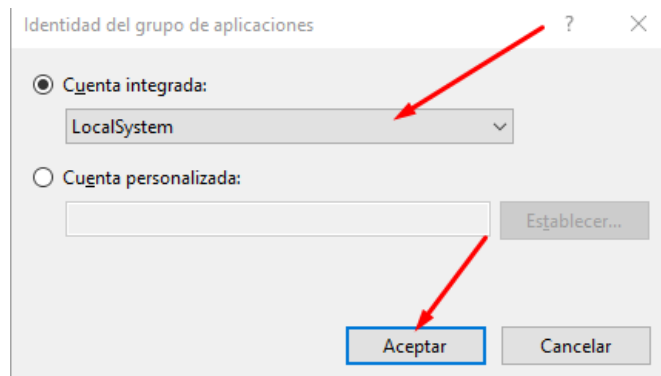 Identidad del grupo de aplicaciones
Cuenta integrada:
LocalSystem
Cuenta personalizada:
Establecer...
Aceptar
Cancelar